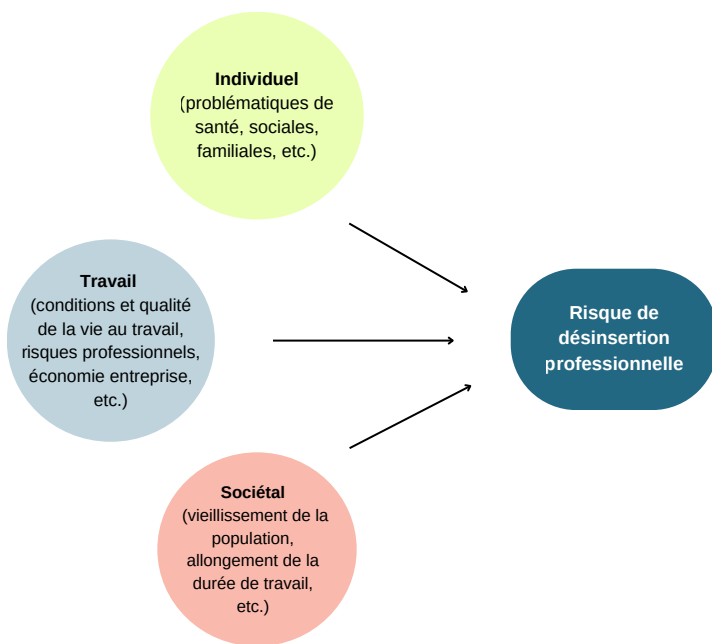 Individuel
(problématiques de
santé, sociales,
familiales, etc.)
Travail
(conditions et qualité
de la vie au travail,
risques professionnels,
économie entreprise,
etc.)
Risque de
désinsertion
professionnelle
Sociétal
(vieillissement de la
population,
allongement de la
durée de travail,
etc.)